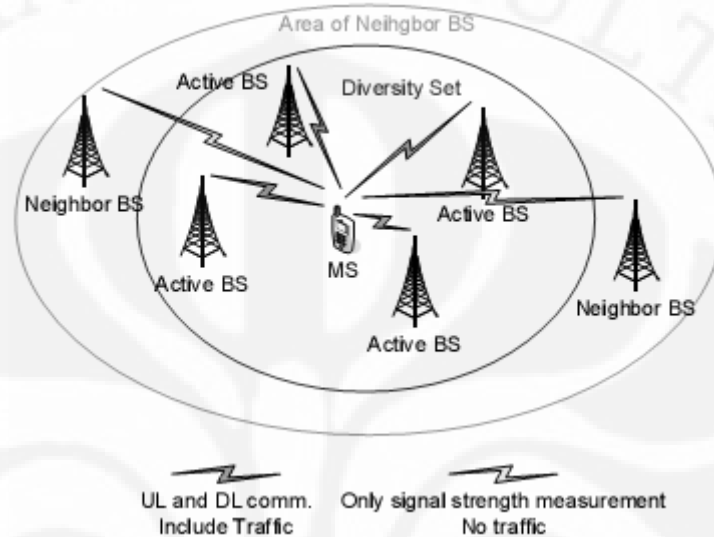 Area of Neihgbor BS
Active BS
Diversity Set
Neighbor BS
Active BS
Active BS
MS
Neighbor BS
Active BS
UL and DL comm.
Include Traffic
Only signal strength measurement
No traffic